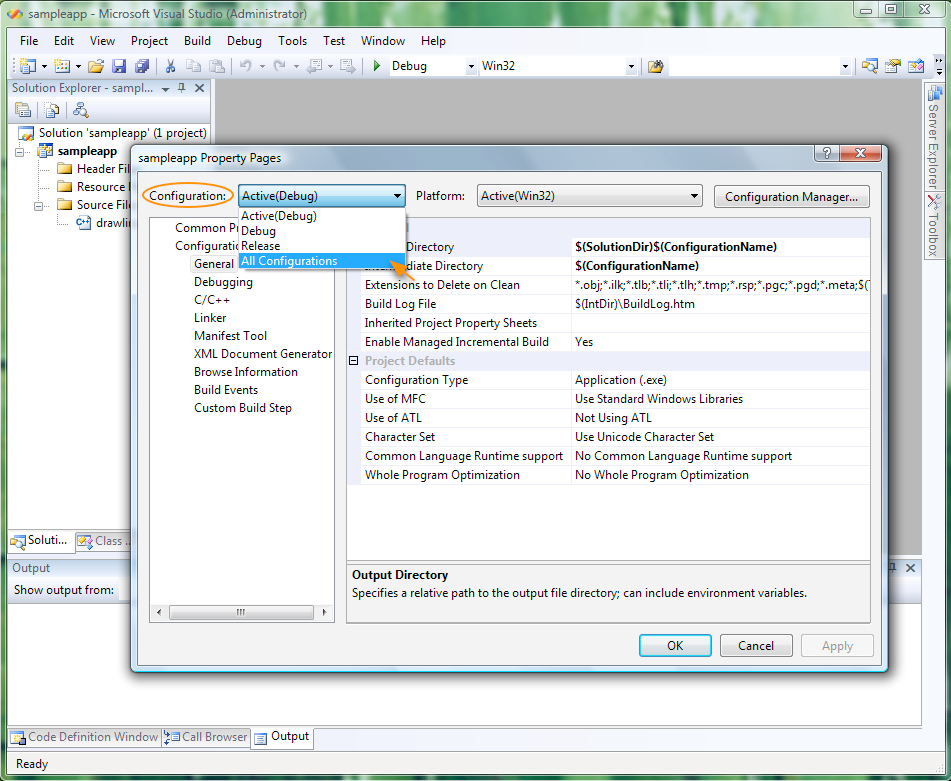 sampleapp - Microsoft Visual Studio (Administrator)
File Edit View Project Build Debug Tools Test Window Help
Debug Win32
Solution Explorer - sampl...
Solution 'sampleapp' (1 project)
sampleapp
Header Fil
Resource
Source File
drawlin
Soluti... Class ...
sampleapp Property Pages
Configuration: Active(Debug) Platform: Active(Win32) Configuration Manager...
Active(Debug)
Debug
Release
All Configurations
Common P
Configuratio
General
Debugging
C/C++
Linker
Manifest Tool
XML Document Generator
Browse Information
Build Events
Custom Build Step
Directory $(SolutionDir)$(ConfigurationName)
Intermediate Directory $(ConfigurationName)
Extensions to Delete on Clean *.obj;*.ilk;*.tlb;*.tli;*.tlh;*.tmp;*.rsp;*.pgc;*.pgd;*.meta;$(
Build Log File $(IntDir)\BuildLog.htm
Inherited Project Property Sheets
Enable Managed Incremental Build Yes
Project Defaults
Configuration Type Application (.exe)
Use of MFC Use Standard Windows Libraries
Use of ATL Not Using ATL
Character Set Use Unicode Character Set
Common Language Runtime support No Common Language Runtime support
Whole Program Optimization No Whole Program Optimization
Output Directory
Specifies a relative path to the output file directory; can include environment variables.
OK Cancel Apply
Server Explorer
Toolbox
Output
Show output from:
Code Definition Window Call Browser Output
Ready